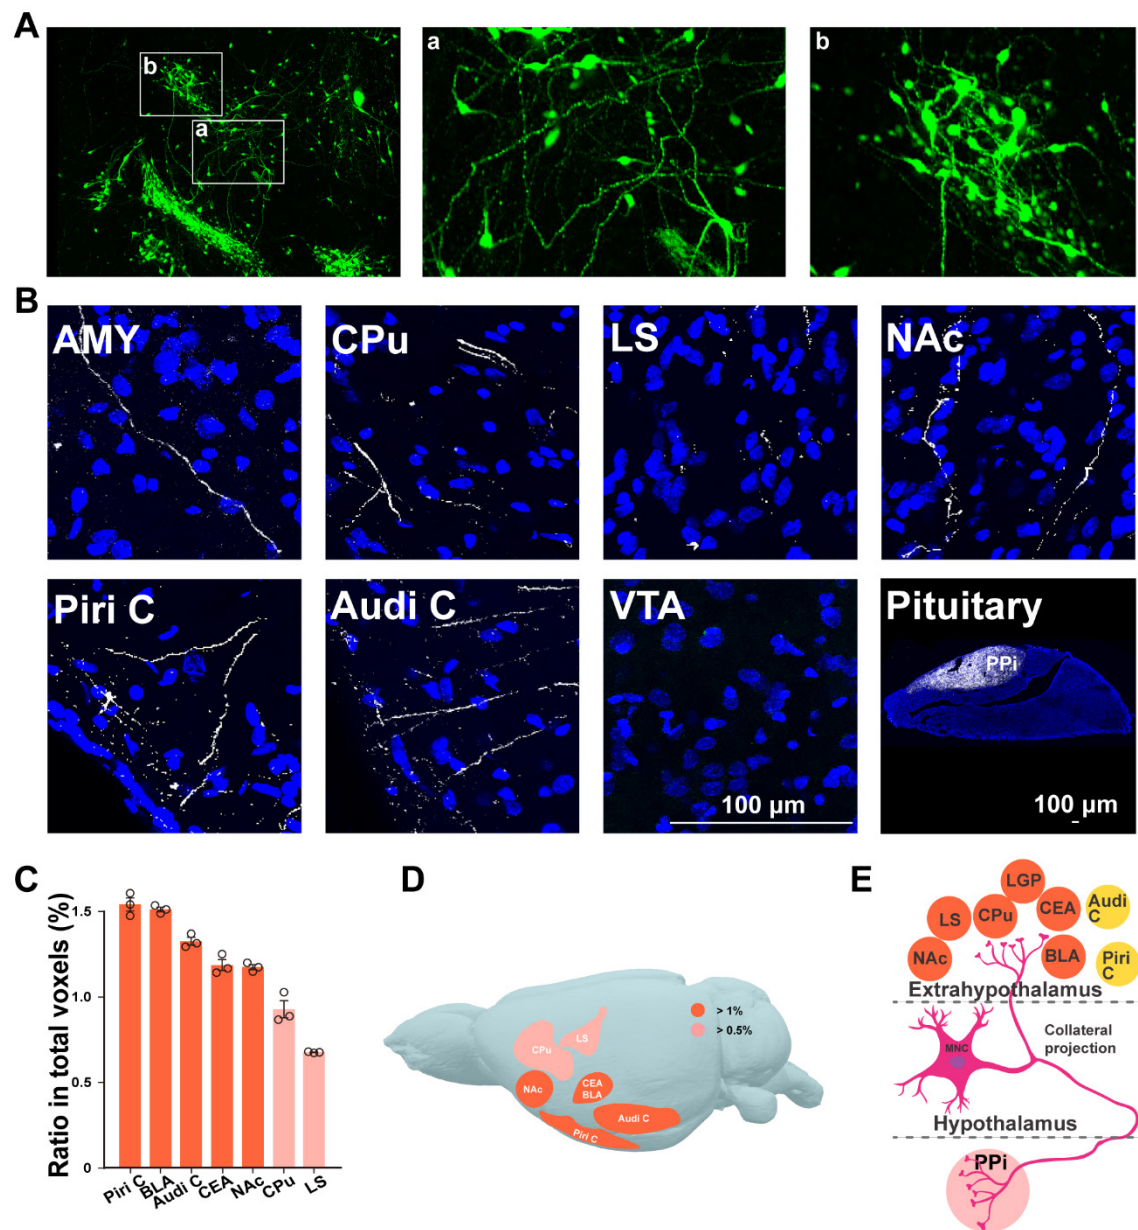 A
b
a
a
b
B
AMY
CPu
LS
NAc
Piri C
Audi C
VTA
100 µm
Pituitary
PPi
100 µm
C
Ratio in total voxels (%)
1.5
1.0
0.5
0
Piri C
BLA
Audi C
CEA
NAc
CPu
LS
D
> 1%
> 0.5%
CPu
LS
NAc
CEA
BLA
Audi C
Piri C
E
LGP
LS
CPu
CEA
Audi
C
NAc
BLA
Piri
C
Extrahypothalamus
MNC
Collateral
projection
Hypothalamus
PPi